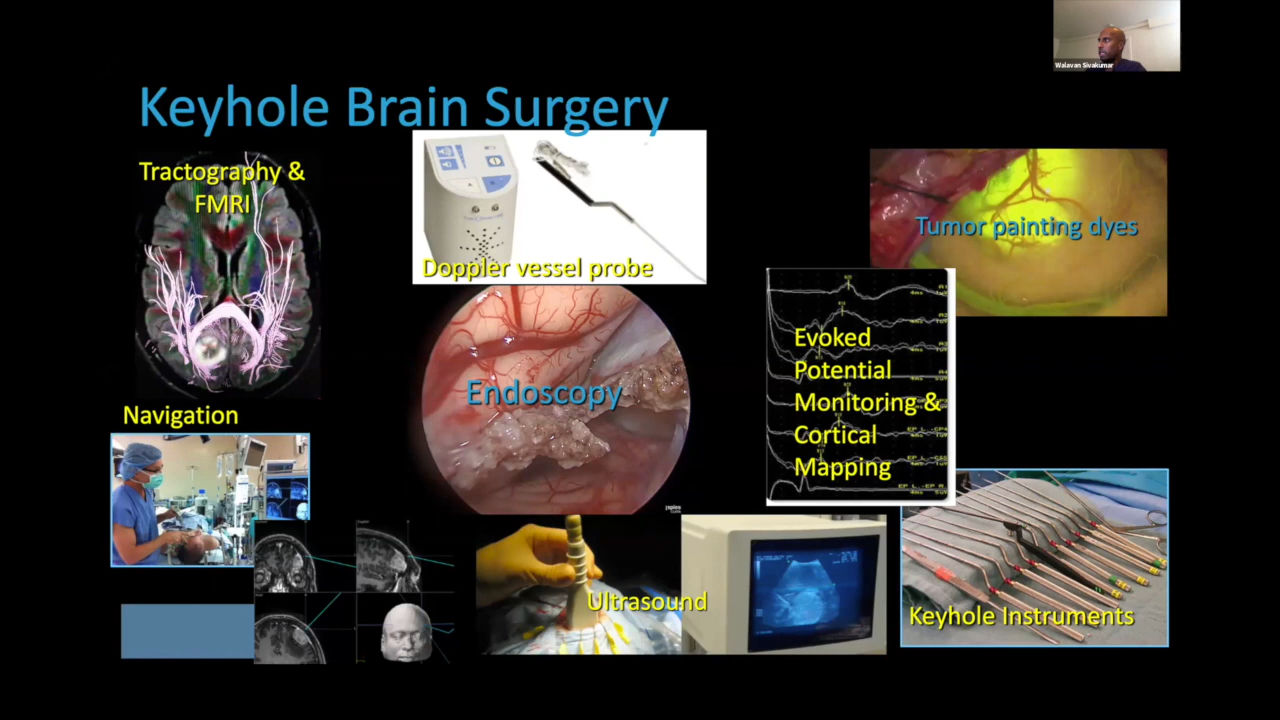 Walavan Sivakumar
Keyhole Brain Surgery
Tractography &
FMRI
Doppler vessel probe
Tumor painting dyes
Endoscopy
Evoked
Potential
Monitoring &
Cortical
Mapping
Navigation
Ultrasound
Keyhole Instruments